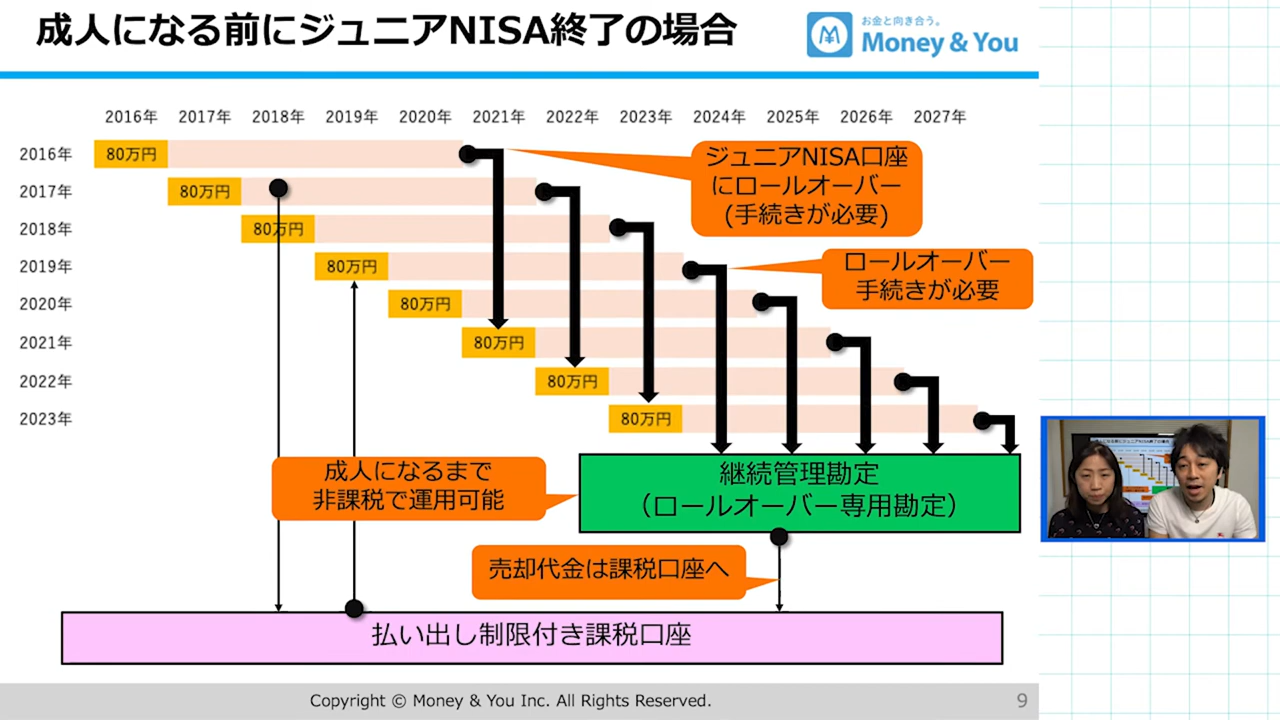 成人になる前にジュニアNISA終了の場合
お金と向き合う。
Money & You
2016年 2017年 2018年 2019年 2020年 2021年 2022年 2023年 2024年 2025年 2026年 2027年
2016年 80万円
2017年 80万円
2018年 80万円
2019年 80万円
2020年 80万円
2021年 80万円
2022年 80万円
2023年 80万円
ジュニアNISA口座
にロールオーバー
(手続きが必要)
ロールオーバー
手続きが必要
成人になるまで
非課税で運用可能
継続管理勘定
（ロールオーバー専用勘定）
売却代金は課税口座へ
払い出し制限付き課税口座
Copyright © Money & You Inc. All Rights Reserved.
9